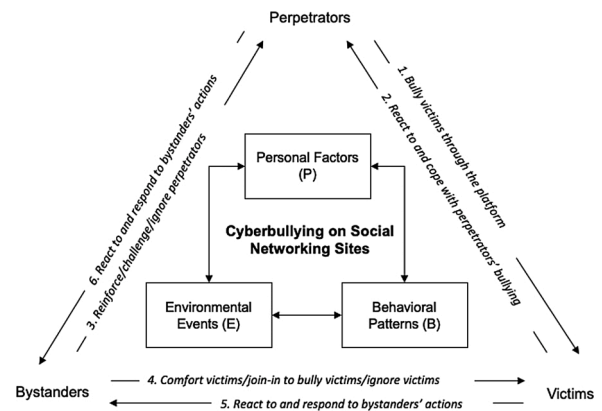 Perpetrators
1. Bully victims through the platform
2. React to and cope with perpetrators' bullying
6. React to and respond to bystanders' actions
3. Reinforce/challenge/ignore perpetrators
Personal Factors
(P)
Cyberbullying on Social
Networking Sites
Environmental
Events (E)
Behavioral
Patterns (B)
Bystanders
4. Comfort victims/join-in to bully victims/ignore victims
Victims
5. React to and respond to bystanders' actions